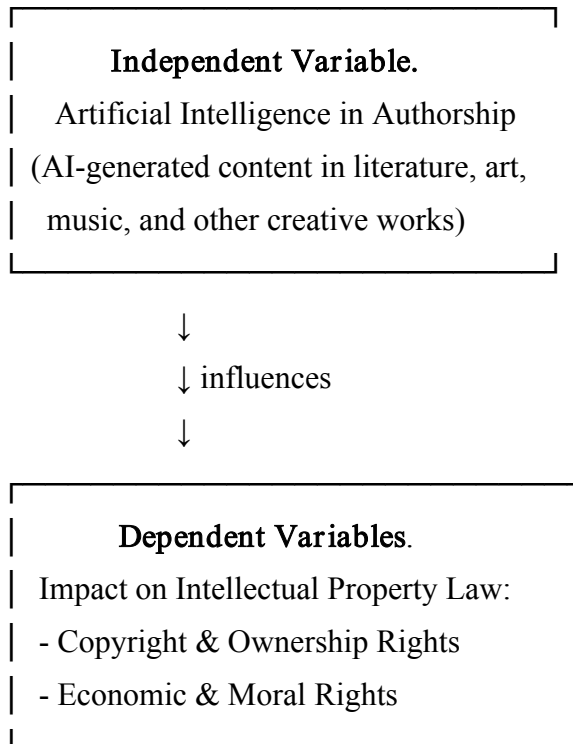 Independent Variable.
Artificial Intelligence in Authorship
(AI-generated content in literature, art,
music, and other creative works)
↓
↓ influences
↓
Dependent Variables.
Impact on Intellectual Property Law:
- Copyright & Ownership Rights
- Economic & Moral Rights